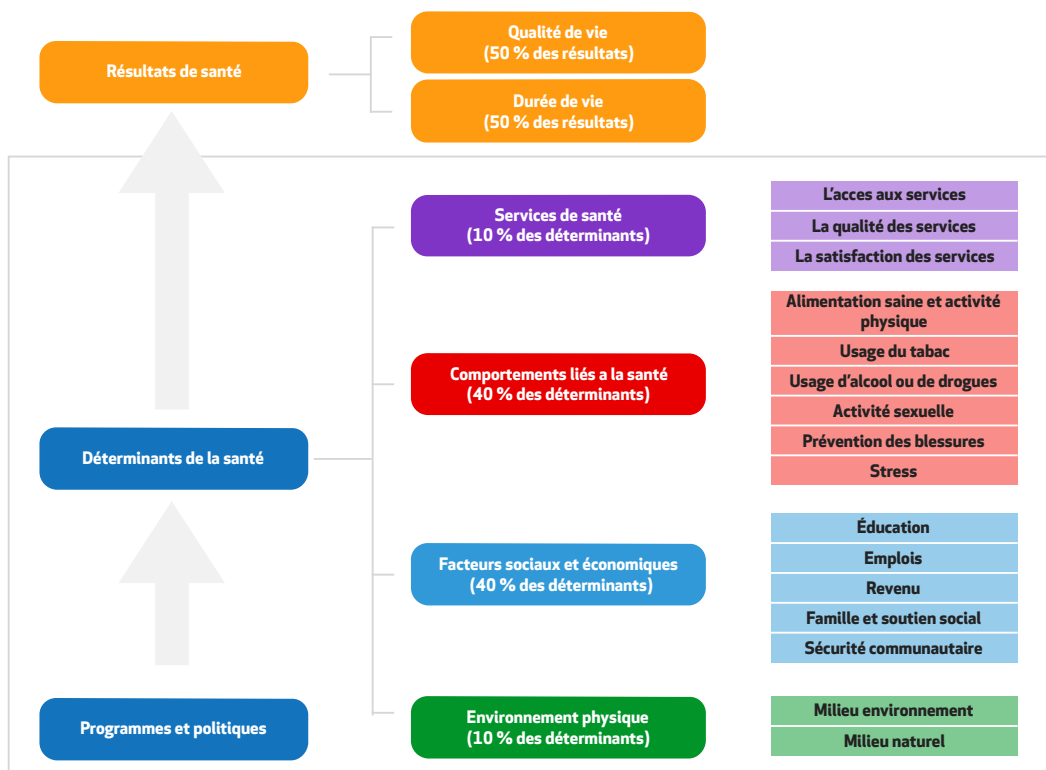 Résultats de santé
Qualité de vie
(50 % des résultats)
Durée de vie
(50 % des résultats)
Services de santé
(10 % des déterminants)
L'acces aux services
La qualité des services
La satisfaction des services
Déterminants de la santé
Comportements liés a la santé
(40 % des déterminants)
Alimentation saine et activité
physique
Usage du tabac
Usage d'alcool ou de drogues
Activité sexuelle
Prévention des blessures
Stress
Facteurs sociaux et économiques
(40 % des déterminants)
Éducation
Emplois
Revenu
Famille et soutien social
Sécurité communautaire
Programmes et politiques
Environnement physique
(10 % des déterminants)
Milieu environnement
Milieu naturel